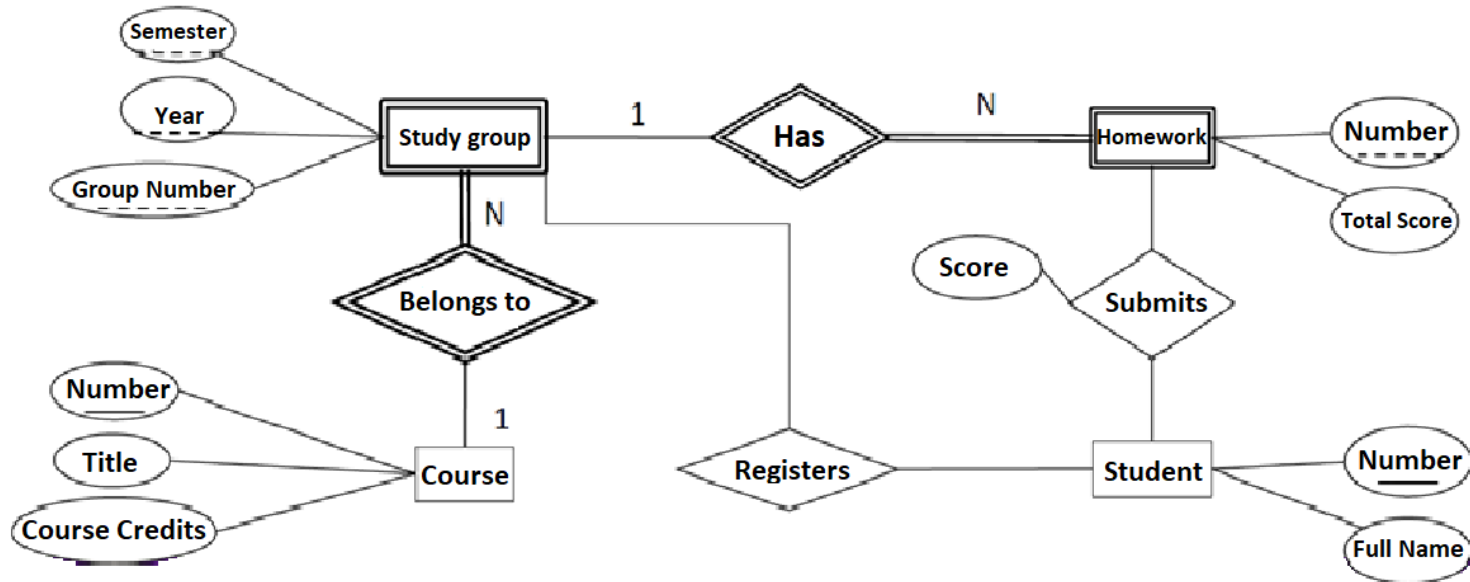 Semester
Year
Group Number
Study group
1
Has
N
Homework
Number
Total Score
N
Belongs to
1
Score
Submits
Number
Title
Course Credits
Course
Registers
Student
Number
Full Name